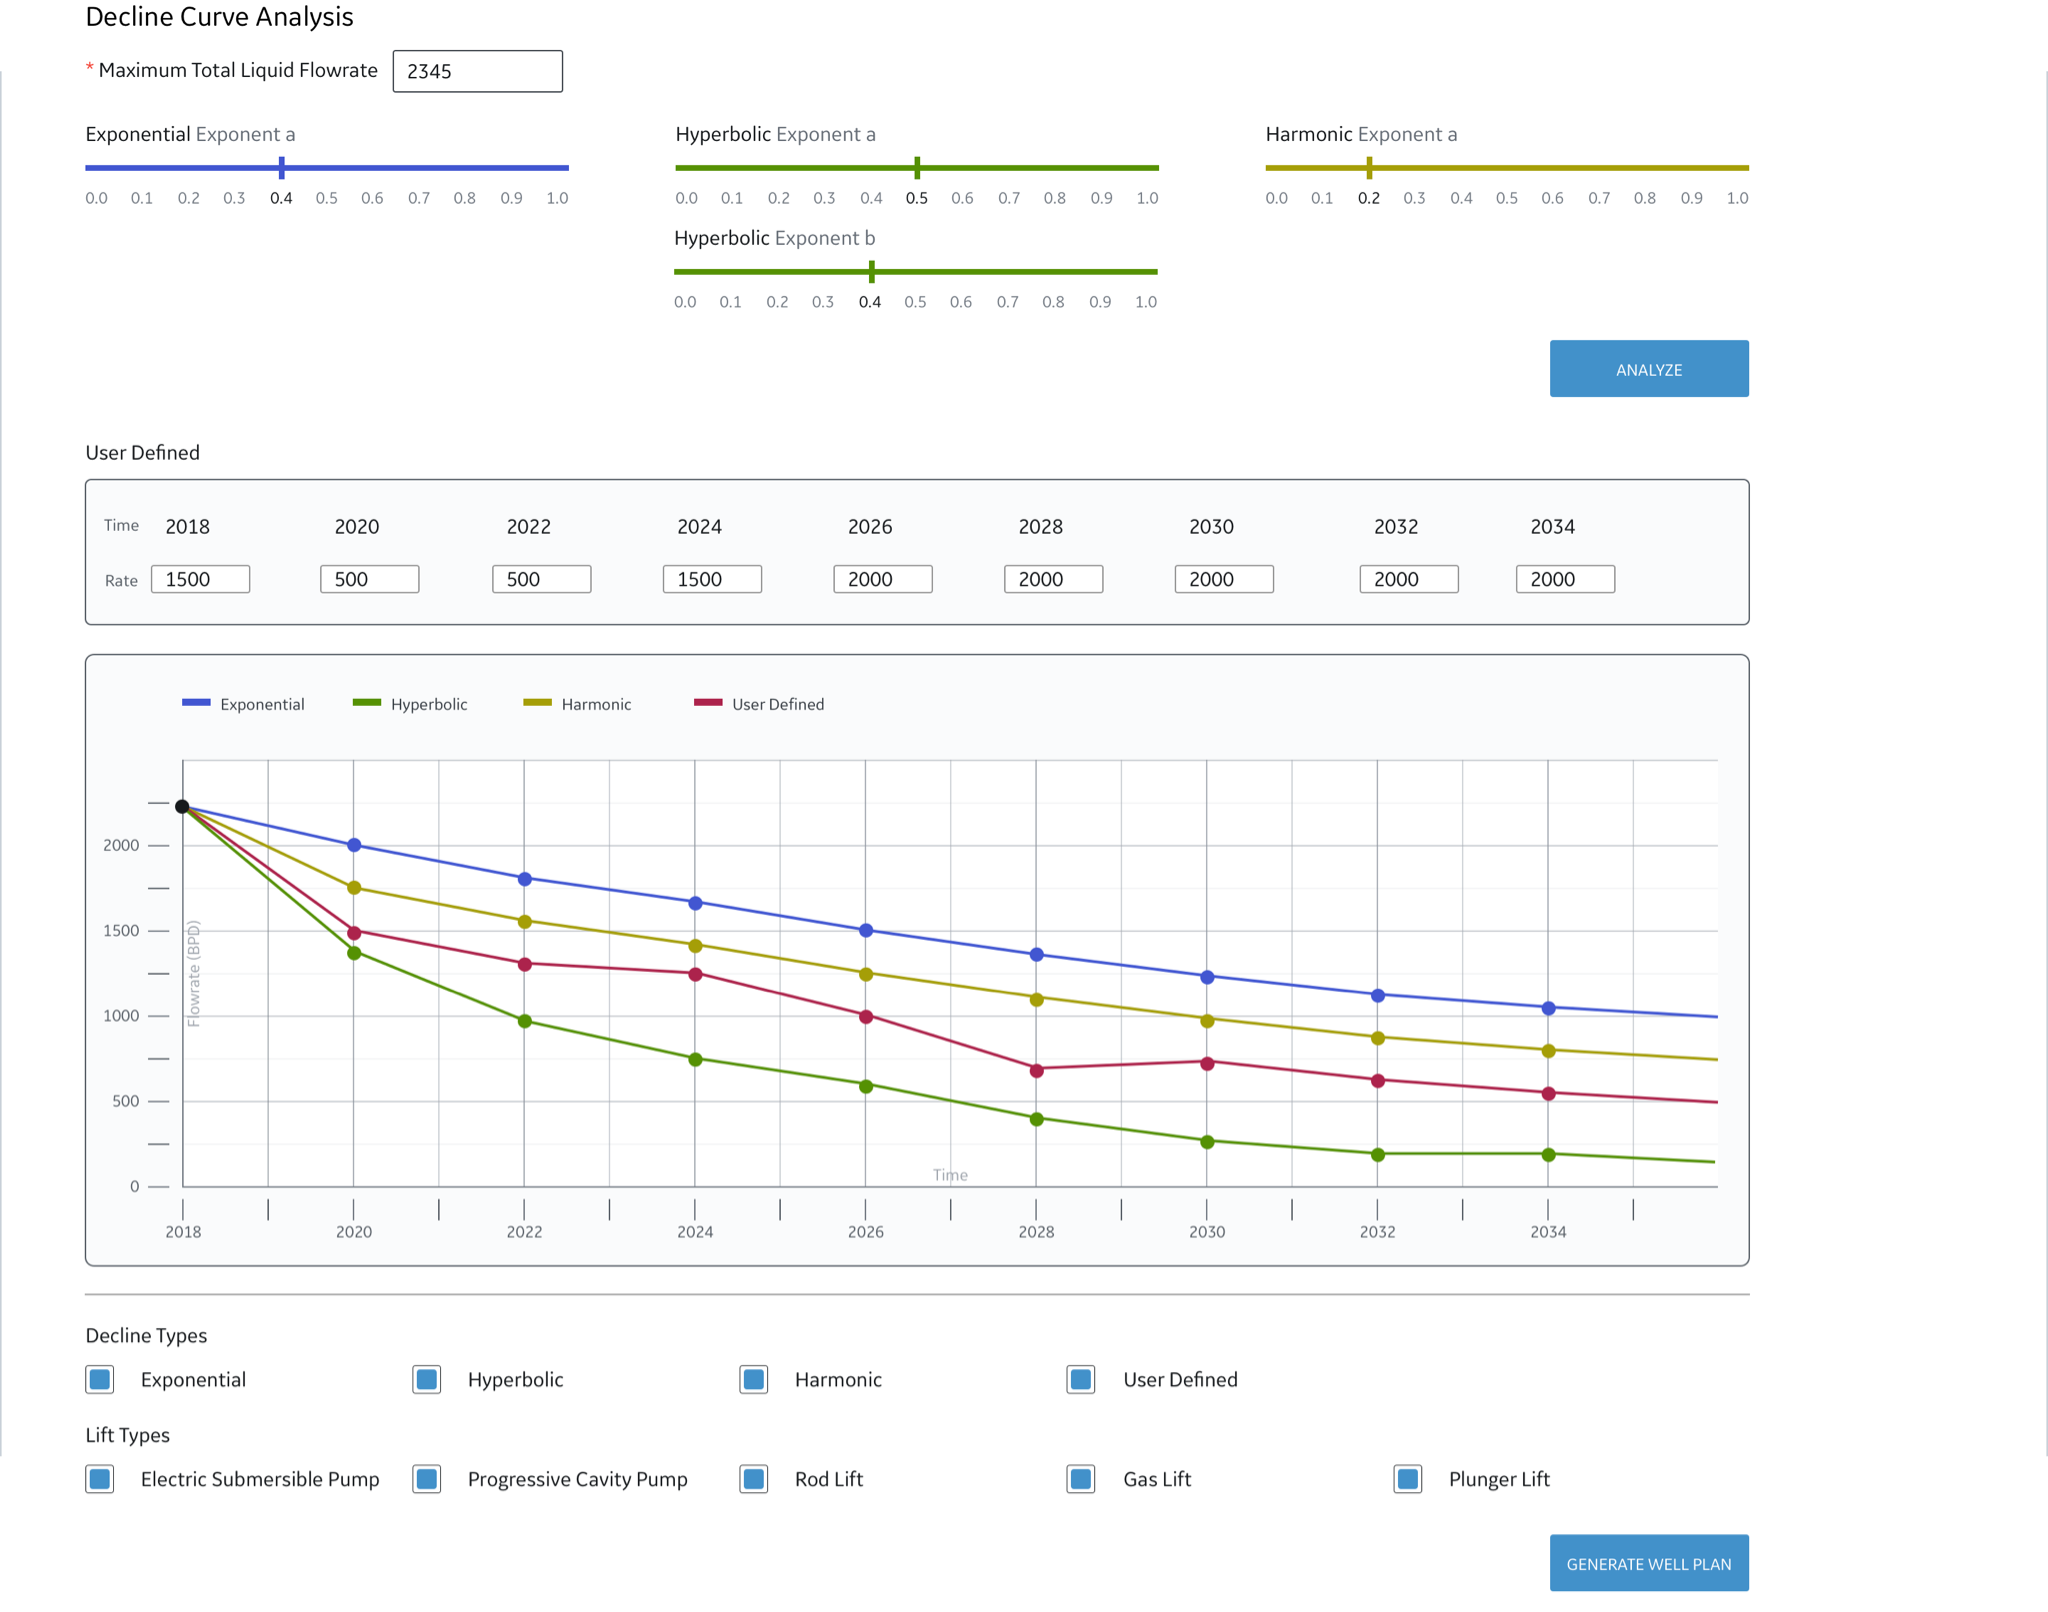 Decline Curve Analysis
* Maximum Total Liquid Flowrate 2345
Exponential Exponent a Hyperbolic Exponent a Harmonic Exponent a
0.0 0.1 0.2 0.3 0.4 0.5 0.6 0.7 0.8 0.9 1.0 0.0 0.1 0.2 0.3 0.4 0.5 0.6 0.7 0.8 0.9 1.0 0.0 0.1 0.2 0.3 0.4 0.5 0.6 0.7 0.8 0.9 1.0
Hyperbolic Exponent b
0.0 0.1 0.2 0.3 0.4 0.5 0.6 0.7 0.8 0.9 1.0
ANALYZE
User Defined
Time 2018 2020 2022 2024 2026 2028 2030 2032 2034
Rate 1500 500 500 1500 2000 2000 2000 2000 2000
Exponential Hyperbolic Harmonic User Defined
2000
1500
Flowrate (BPD)
1000
500
Time
0
2018 2020 2022 2024 2026 2028 2030 2032 2034
Decline Types
Exponential Hyperbolic Harmonic User Defined
Lift Types
Electric Submersible Pump Progressive Cavity Pump Rod Lift Gas Lift Plunger Lift
GENERATE WELL PLAN